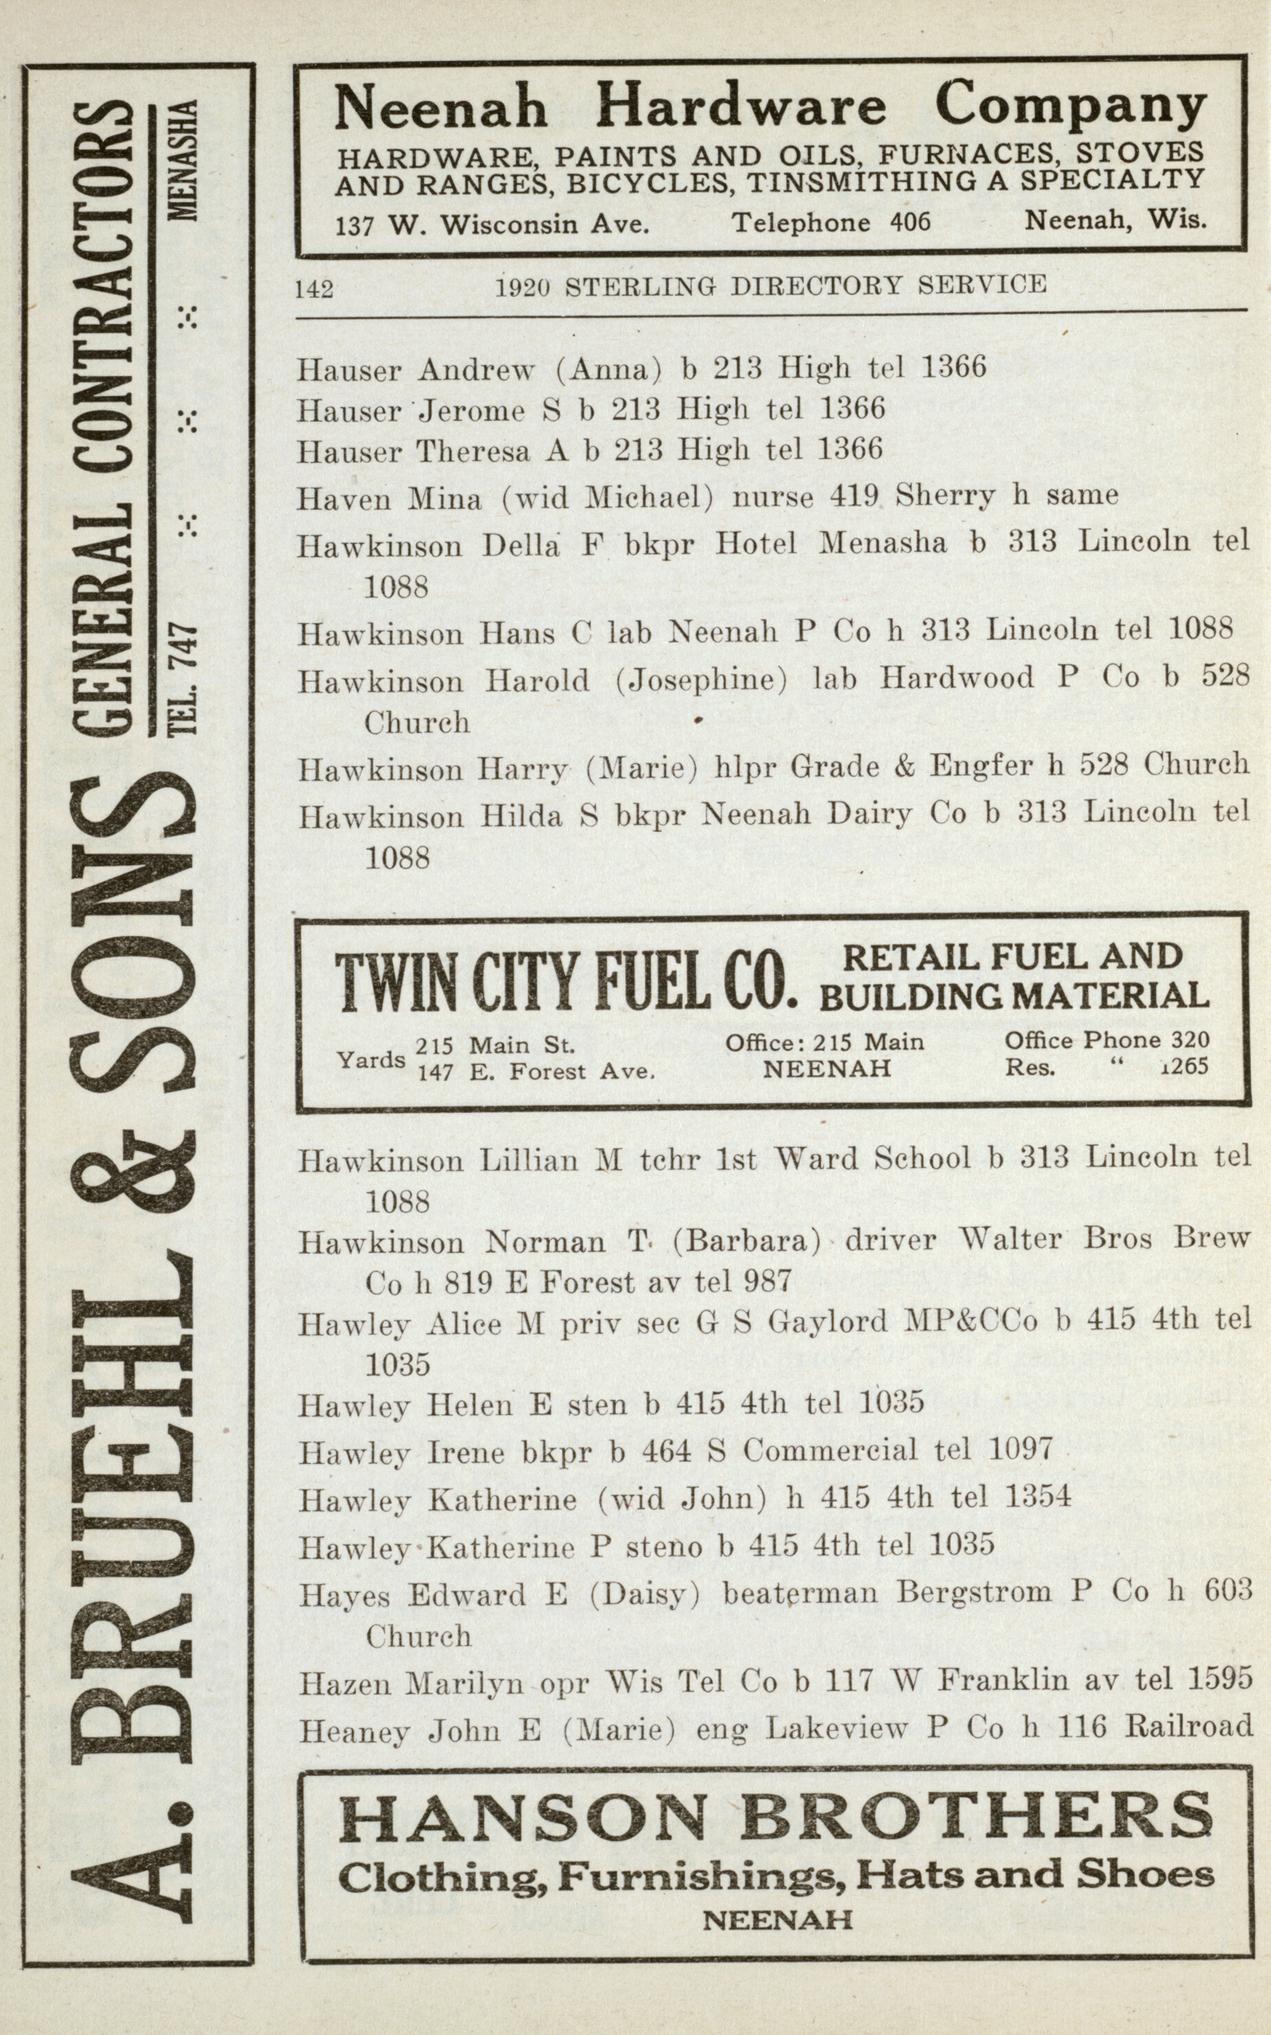 A. BRUEHL & SONS GENERAL CONTRACTORS
TEL. 747 MENASHA
Neenah Hardware Company
HARDWARE, PAINTS AND OILS, FURNACES, STOVES
AND RANGES, BICYCLES, TINSMITHING A SPECIALTY
137 W. Wisconsin Ave. Telephone 406 Neenah, Wis.
142 1920 STERLING DIRECTORY SERVICE
Hauser Andrew (Anna) b 213 High tel 1366
Hauser Jerome S b 213 High tel 1366
Hauser Theresa A b 213 High tel 1366
Haven Mina (wid Michael) nurse 419 Sherry h same
Hawkinson Della F bkpr Hotel Menasha b 313 Lincoln tel
1088
Hawkinson Hans C lab Neenah P Co h 313 Lincoln tel 1088
Hawkinson Harold (Josephine) lab Hardwood P Co b 528
Church
Hawkinson Harry (Marie) hlpr Grade & Engfer h 528 Church
Hawkinson Hilda S bkpr Neenah Dairy Co b 313 Lincoln tel
1088
TWIN CITY FUEL CO. RETAIL FUEL AND
BUILDING MATERIAL
Yards 215 Main St. Office: 215 Main Office Phone 320
147 E. Forest Ave. NEENAH Res. “ 1265
Hawkinson Lillian M tchr 1st Ward School b 313 Lincoln tel
1088
Hawkinson Norman T. (Barbara) driver Walter Bros Brew
Co h 819 E Forest av tel 987
Hawley Alice M priv sec G S Gaylord MP&CCo b 415 4th tel
1035
Hawley Helen E sten b 415 4th tel 1035
Hawley Irene bkpr b 464 S Commercial tel 1097
Hawley Katherine (wid John) h 415 4th tel 1354
Hawley Katherine P steno b 415 4th tel 1035
Hayes Edward E (Daisy) beaterman Bergstrom P Co h 603
Church
Hazen Marilyn opr Wis Tel Co b 117 W Franklin av tel 1595
Heaney John E (Marie) eng Lakeview P Co h 116 Railroad
HANSON BROTHERS
Clothing, Furnishings, Hats and Shoes
NEENAH